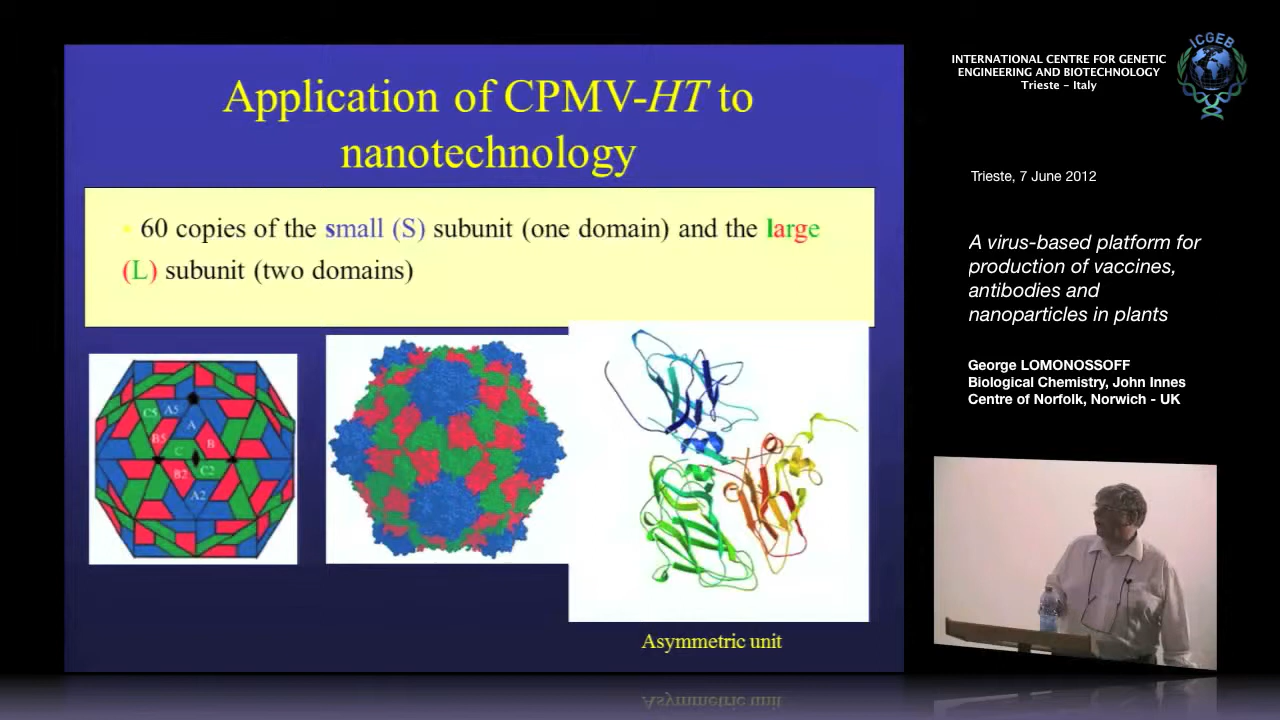 Application of CPMV-HT to
nanotechnology
• 60 copies of the small (S) subunit (one domain) and the large
(L) subunit (two domains)
C5
A5
A
B5
B
C
C2
B2
A2
Asymmetric unit
Asymmetric unit
INTERNATIONAL CENTRE FOR GENETIC
ENGINEERING AND BIOTECHNOLOGY
Trieste – Italy
ICGEB
Trieste, 7 June 2012
A virus-based platform for
production of vaccines,
antibodies and
nanoparticles in plants
George LOMONOSSOFF
Biological Chemistry, John Innes
Centre of Norfolk, Norwich - UK